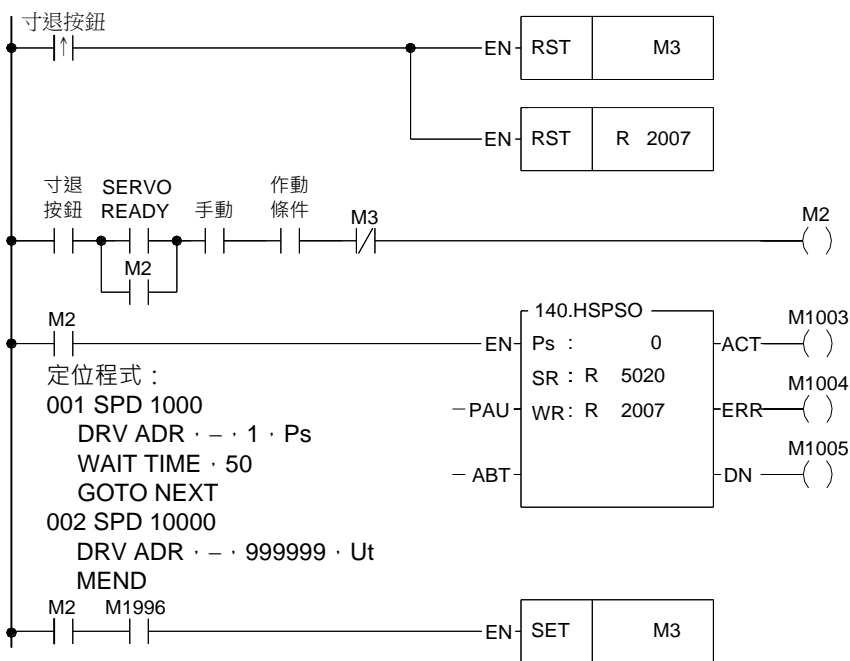 寸退按鈕
↑
EN RST M3
EN RST R 2007
寸退 SERVO 作動
按鈕 READY 手動 條件 M3 M2
M2
M2 140.HSPSO M1003
EN Ps : 0 ACT
定位程式：
SR : R 5020 M1004
001 SPD 1000
PAU WR : R 2007 ERR
DRV ADR，–，1，Ps
M1005
WAIT TIME，50
ABT DN
GOTO NEXT
002 SPD 10000
DRV ADR，–，999999，Ut
MEND
M2 M1996
EN SET M3